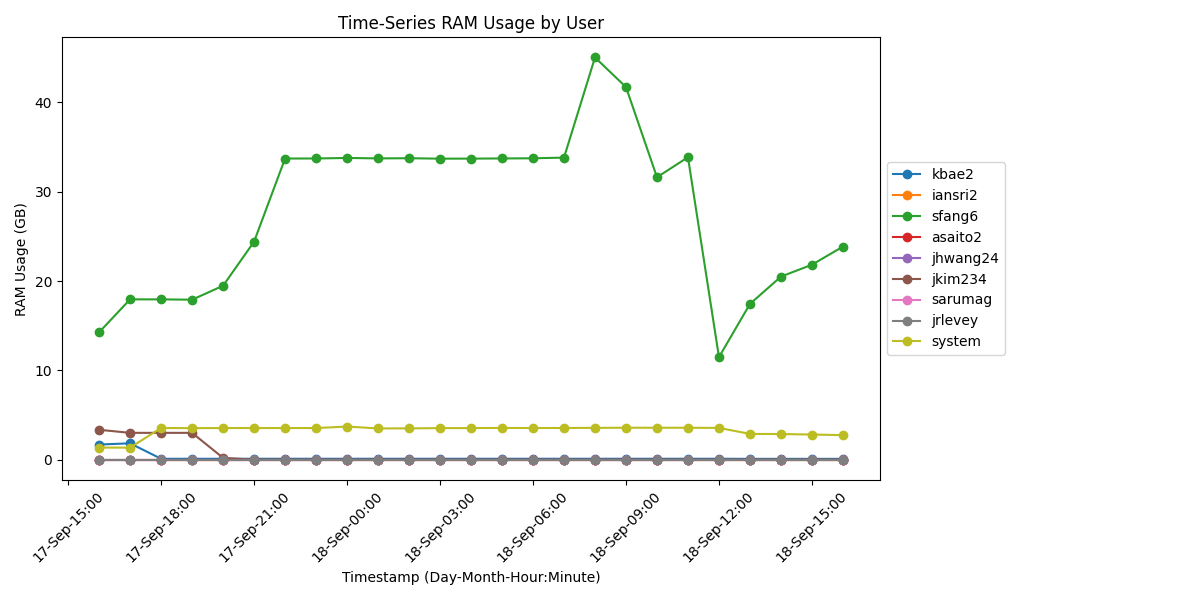 Time-Series RAM Usage by User
RAM Usage (GB)
40
30
20
10
0
17-Sep-15:00
17-Sep-18:00
17-Sep-21:00
18-Sep-00:00
18-Sep-03:00
18-Sep-06:00
18-Sep-09:00
18-Sep-12:00
18-Sep-15:00
Timestamp (Day-Month-Hour:Minute)
kbae2
iansri2
sfang6
asaito2
jhwang24
jkim234
sarumag
jrlevey
system